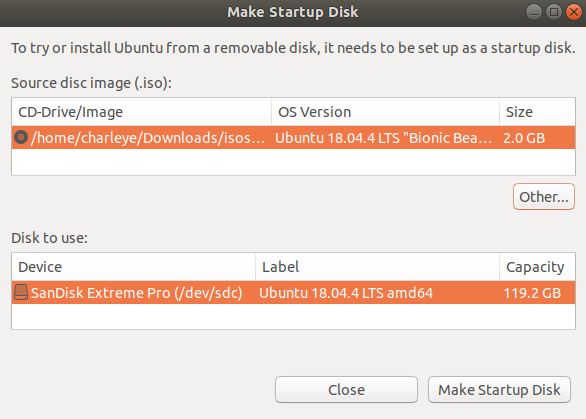 Make Startup Disk
To try or install Ubuntu from a removable disk, it needs to be set up as a startup disk.
Source disc image (.iso):
CD-Drive/Image OS Version Size
/home/charleye/Downloads/isos... Ubuntu 18.04.4 LTS "Bionic Bea... 2.0 GB
Other...
Disk to use:
Device Label Capacity
SanDisk Extreme Pro (/dev/sdc) Ubuntu 18.04.4 LTS amd64 119.2 GB
Close Make Startup Disk